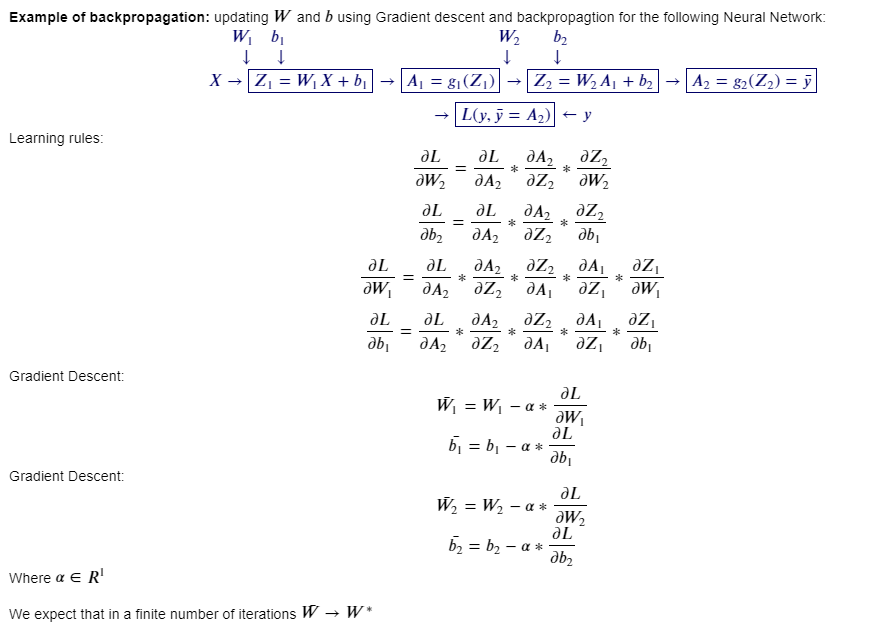 Example of backpropagation: updating W and b using Gradient descent and backpropagtion for the following Neural Network:
W₁ b₁ W₂ b₂
↓ ↓ ↓ ↓
X → Z₁ = W₁X + b₁ → A₁ = g₁(Z₁) → Z₂ = W₂A₁ + b₂ → A₂ = g₂(Z₂) = ȳ
→ L(y, ȳ = A₂) ← y
Learning rules:
∂L/∂W₂ = ∂L/∂A₂ * ∂A₂/∂Z₂ * ∂Z₂/∂W₂
∂L/∂b₂ = ∂L/∂A₂ * ∂A₂/∂Z₂ * ∂Z₂/∂b₁
∂L/∂W₁ = ∂L/∂A₂ * ∂A₂/∂Z₂ * ∂Z₂/∂A₁ * ∂A₁/∂Z₁ * ∂Z₁/∂W₁
∂L/∂b₁ = ∂L/∂A₂ * ∂A₂/∂Z₂ * ∂Z₂/∂A₁ * ∂A₁/∂Z₁ * ∂Z₁/∂b₁
Gradient Descent:
W̄₁ = W₁ − α * ∂L/∂W₁
b̄₁ = b₁ − α * ∂L/∂b₁
Gradient Descent:
W̄₂ = W₂ − α * ∂L/∂W₂
b̄₂ = b₂ − α * ∂L/∂b₂
Where α ∈ R¹
We expect that in a finite number of iterations W̄ → W*